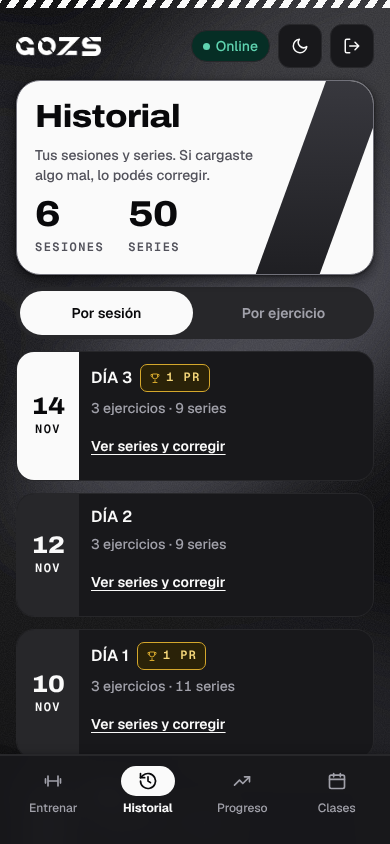 GOZS
Online
Historial
Tus sesiones y series. Si cargaste
algo mal, lo podés corregir.
6 50
SESIONES SERIES
Por sesión Por ejercicio
14
NOV
DÍA 3 1 PR
3 ejercicios · 9 series
Ver series y corregir
12
NOV
DÍA 2
3 ejercicios · 9 series
Ver series y corregir
10
NOV
DÍA 1 1 PR
3 ejercicios · 11 series
Ver series y corregir
Entrenar Historial Progreso Clases